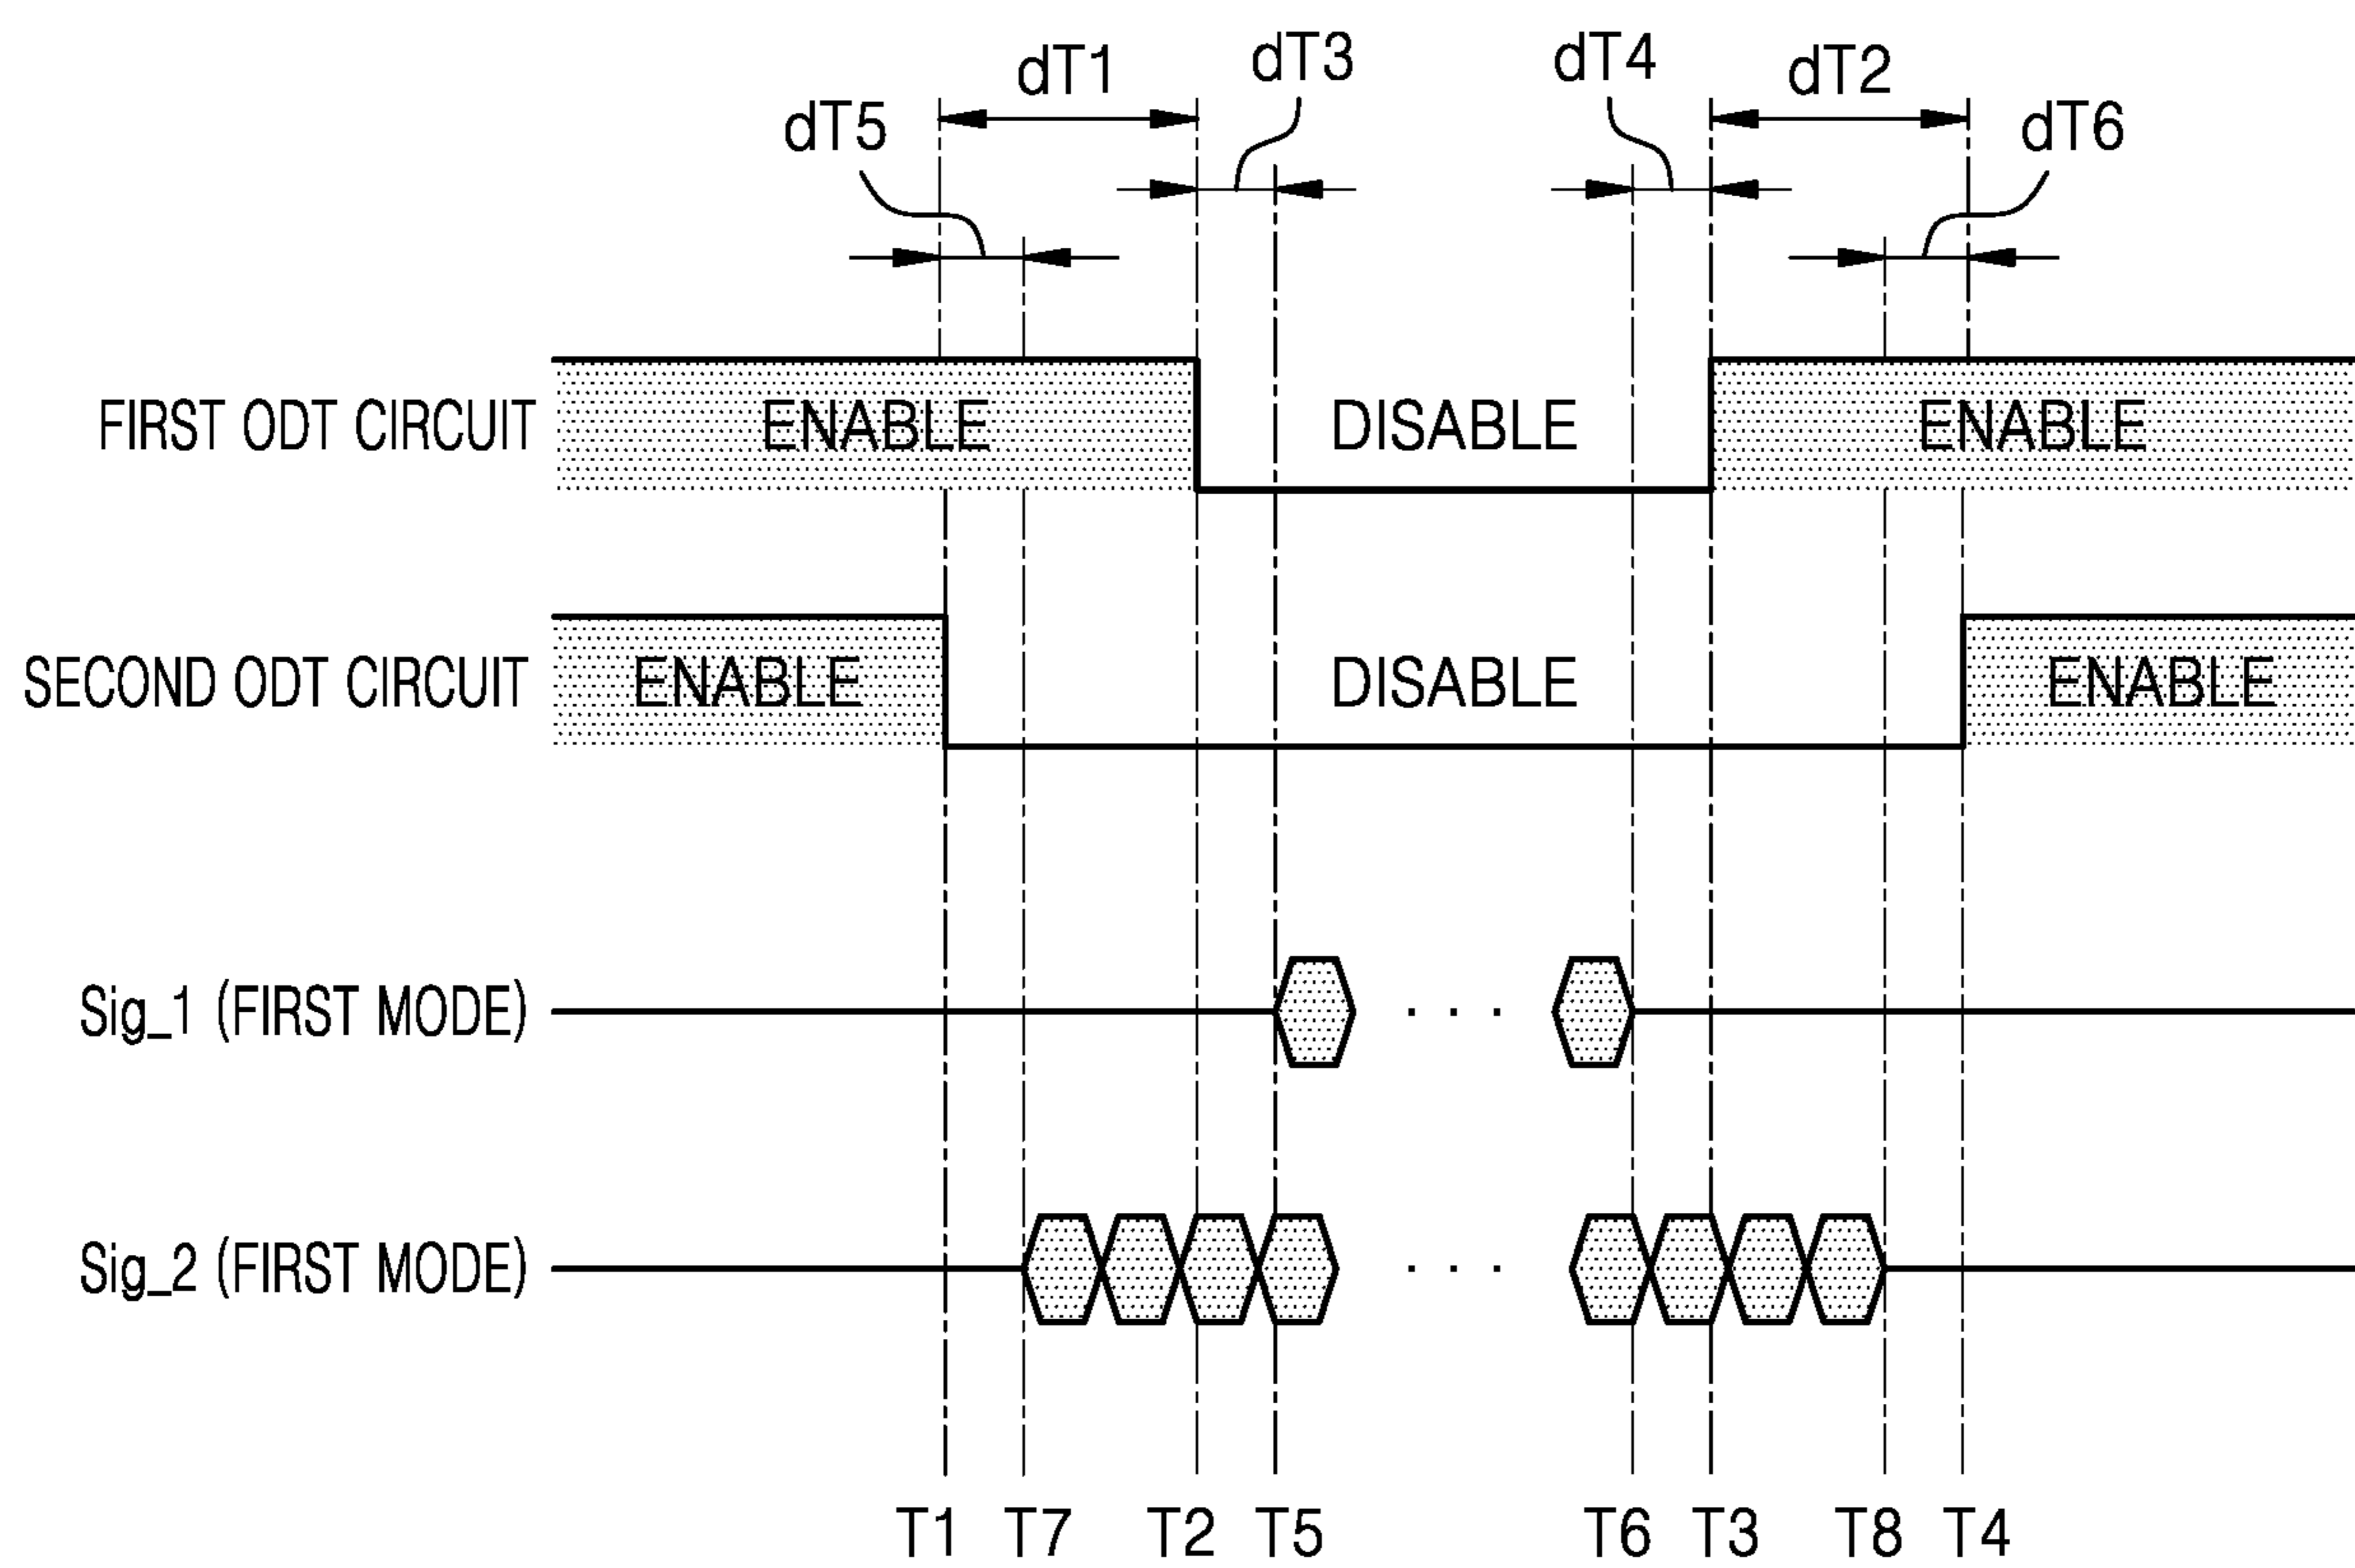 dT1 dT3 dT4 dT2
dT5 dT6
FIRST ODT CIRCUIT ENABLE DISABLE ENABLE
SECOND ODT CIRCUIT ENABLE DISABLE ENABLE
Sig_1 (FIRST MODE) . . .
Sig_2 (FIRST MODE) . . .
T1 T7 T2 T5 T6 T3 T8 T4